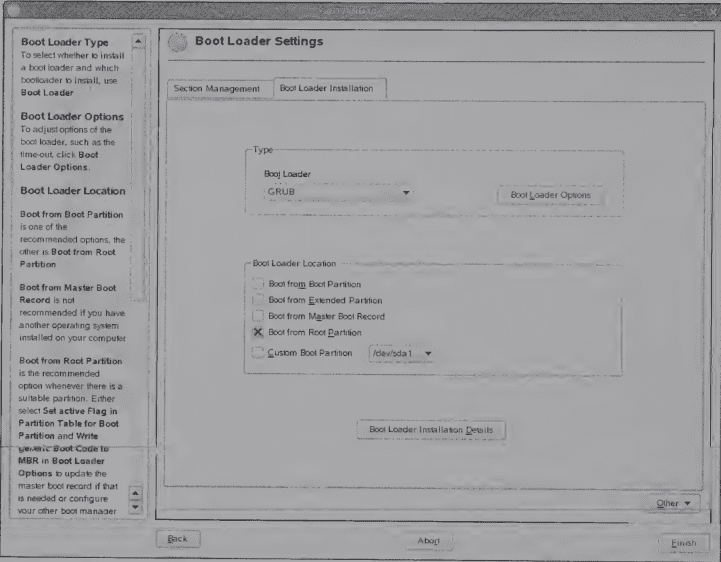 Boot Loader Type
To select whether to install
a boot loader and which
bootloader to install, use
Boot Loader
Boot Loader Options
To adjust options of the
boot loader, such as the
time-out, click Boot
Loader Options.
Boot Loader Location
Boot from Boot Partition
is one of the
recommended options, the
other is Boot from Root
Partition
Boot from Master Boot
Record is not
recommended if you have
another operating system
installed on your computer
Boot from Root Partition
is the recommended
option whenever there is a
suitable partition. Either
select Set active Flag in
Partition Table for Boot
Partition and Write
generic Boot Code to
MBR in Boot Loader
Options to update the
master boot record if that
is needed or configure
your other boot manager
Boot Loader Settings
Section Management
Boot Loader Installation
Type
Boot Loader
GRUB
Boot Loader Options
Boot Loader Location
Boot from Boot Partition
Boot from Extended Partition
Boot from Master Boot Record
Boot from Root Partition
Custom Boot Partition
/dev/sda1
Boot Loader Installation Details
Other
Back
Abort
Finish